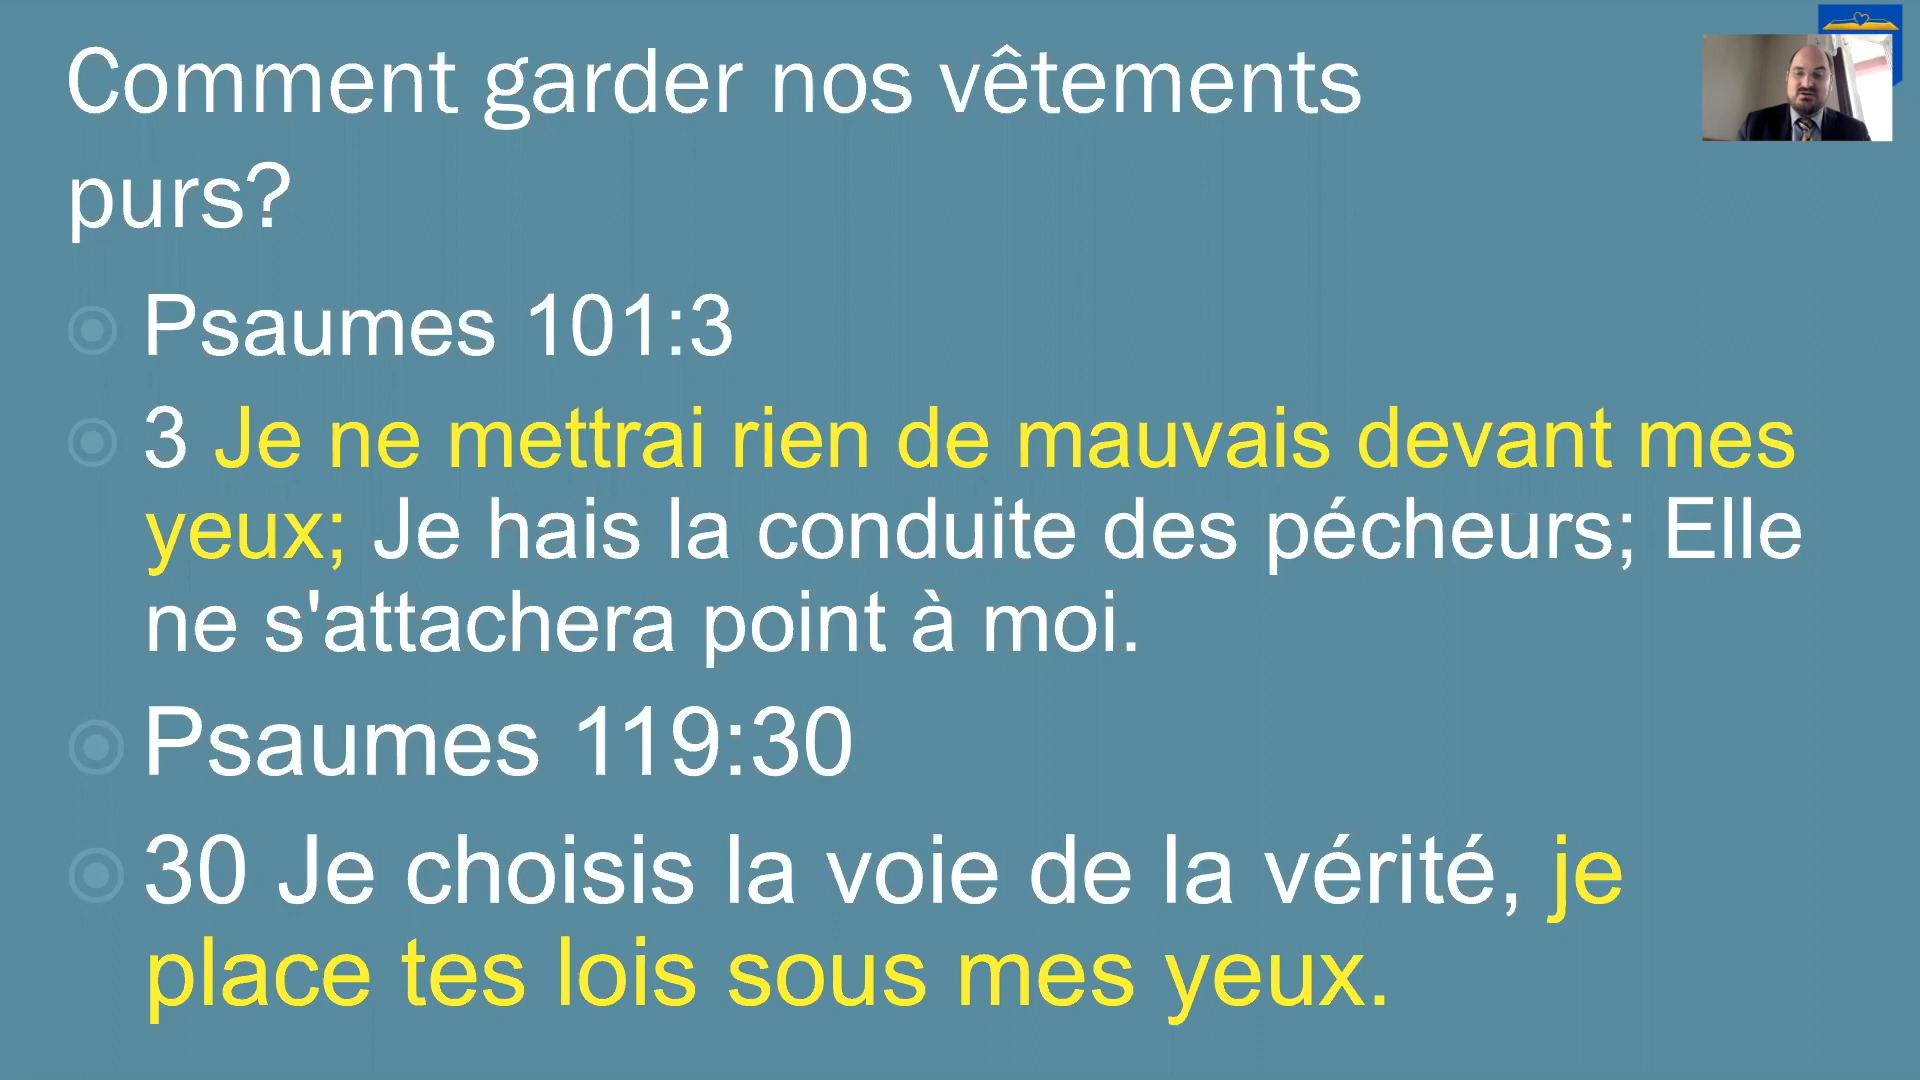 Comment garder nos vêtements
purs?
Psaumes 101:3
3 Je ne mettrai rien de mauvais devant mes
yeux; Je hais la conduite des pécheurs; Elle
ne s'attachera point à moi.
Psaumes 119:30
30 Je choisis la voie de la vérité, je
place tes lois sous mes yeux.